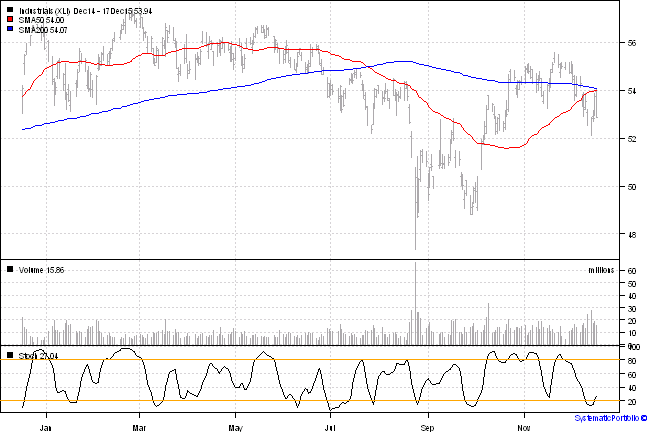 Industrials (XLI) Dec14 - 17Dec15 53.94
SMA50 54.00
SMA200 54.07
56
54
52
50
48
Volume 15.86
millions
60
50
40
30
20
10
0
Stoch 27.04
100
80
60
40
20
Jan Mar May Jul Sep Nov
SystematicPortfolio ©